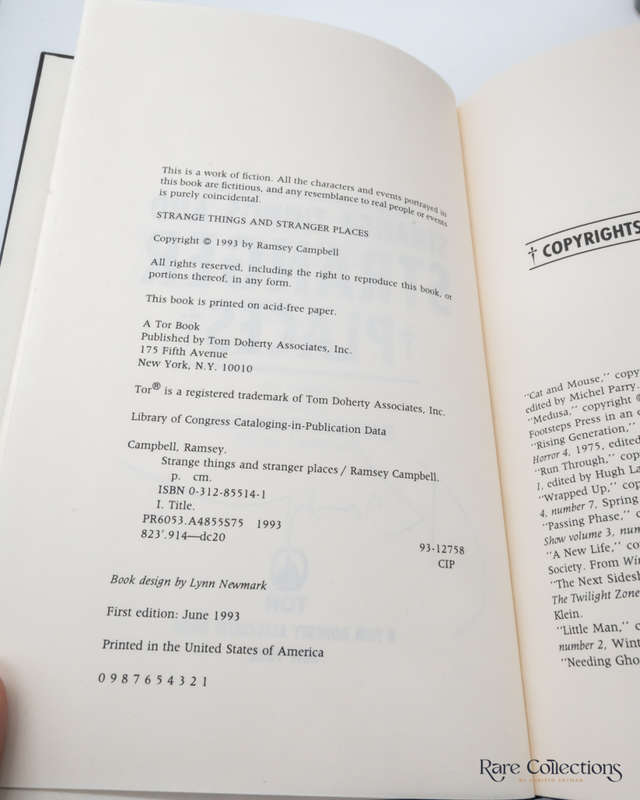 This is a work of fiction. All the characters and events portrayed in
this book are fictitious, and any resemblance to real people or events
is purely coincidental.
STRANGE THINGS AND STRANGER PLACES
Copyright © 1993 by Ramsey Campbell
All rights reserved, including the right to reproduce this book, or
portions thereof, in any form.
This book is printed on acid-free paper.
A Tor Book
Published by Tom Doherty Associates, Inc.
175 Fifth Avenue
New York, N.Y. 10010
Tor® is a registered trademark of Tom Doherty Associates, Inc.
Library of Congress Cataloging-in-Publication Data
Campbell, Ramsey.
Strange things and stranger places / Ramsey Campbell.
p. cm.
ISBN 0-312-85514-1
I. Title.
PR6053.A4855S75 1993
823'.914—dc20
93-12758
CIP
Book design by Lynn Newmark
First edition: June 1993
Printed in the United States of America
0 9 8 7 6 5 4 3 2 1
† COPYRIGHTS
"Cat and Mouse," copy
edited by Michel Parry.
"Medusa," copyright ©
Footsteps Press in an e
"Rising Generation,"
Horror 4, 1975, edited
"Run Through," cop
1, edited by Hugh La
"Wrapped Up," cop
4, number 7, Spring
"Passing Phase," c
Show volume 3, num
"A New Life," co
Society. From Win
"The Next Sidesh
The Twilight Zone
Klein.
"Little Man," c
number 2, Wint
"Needing Gho
Rare Collections